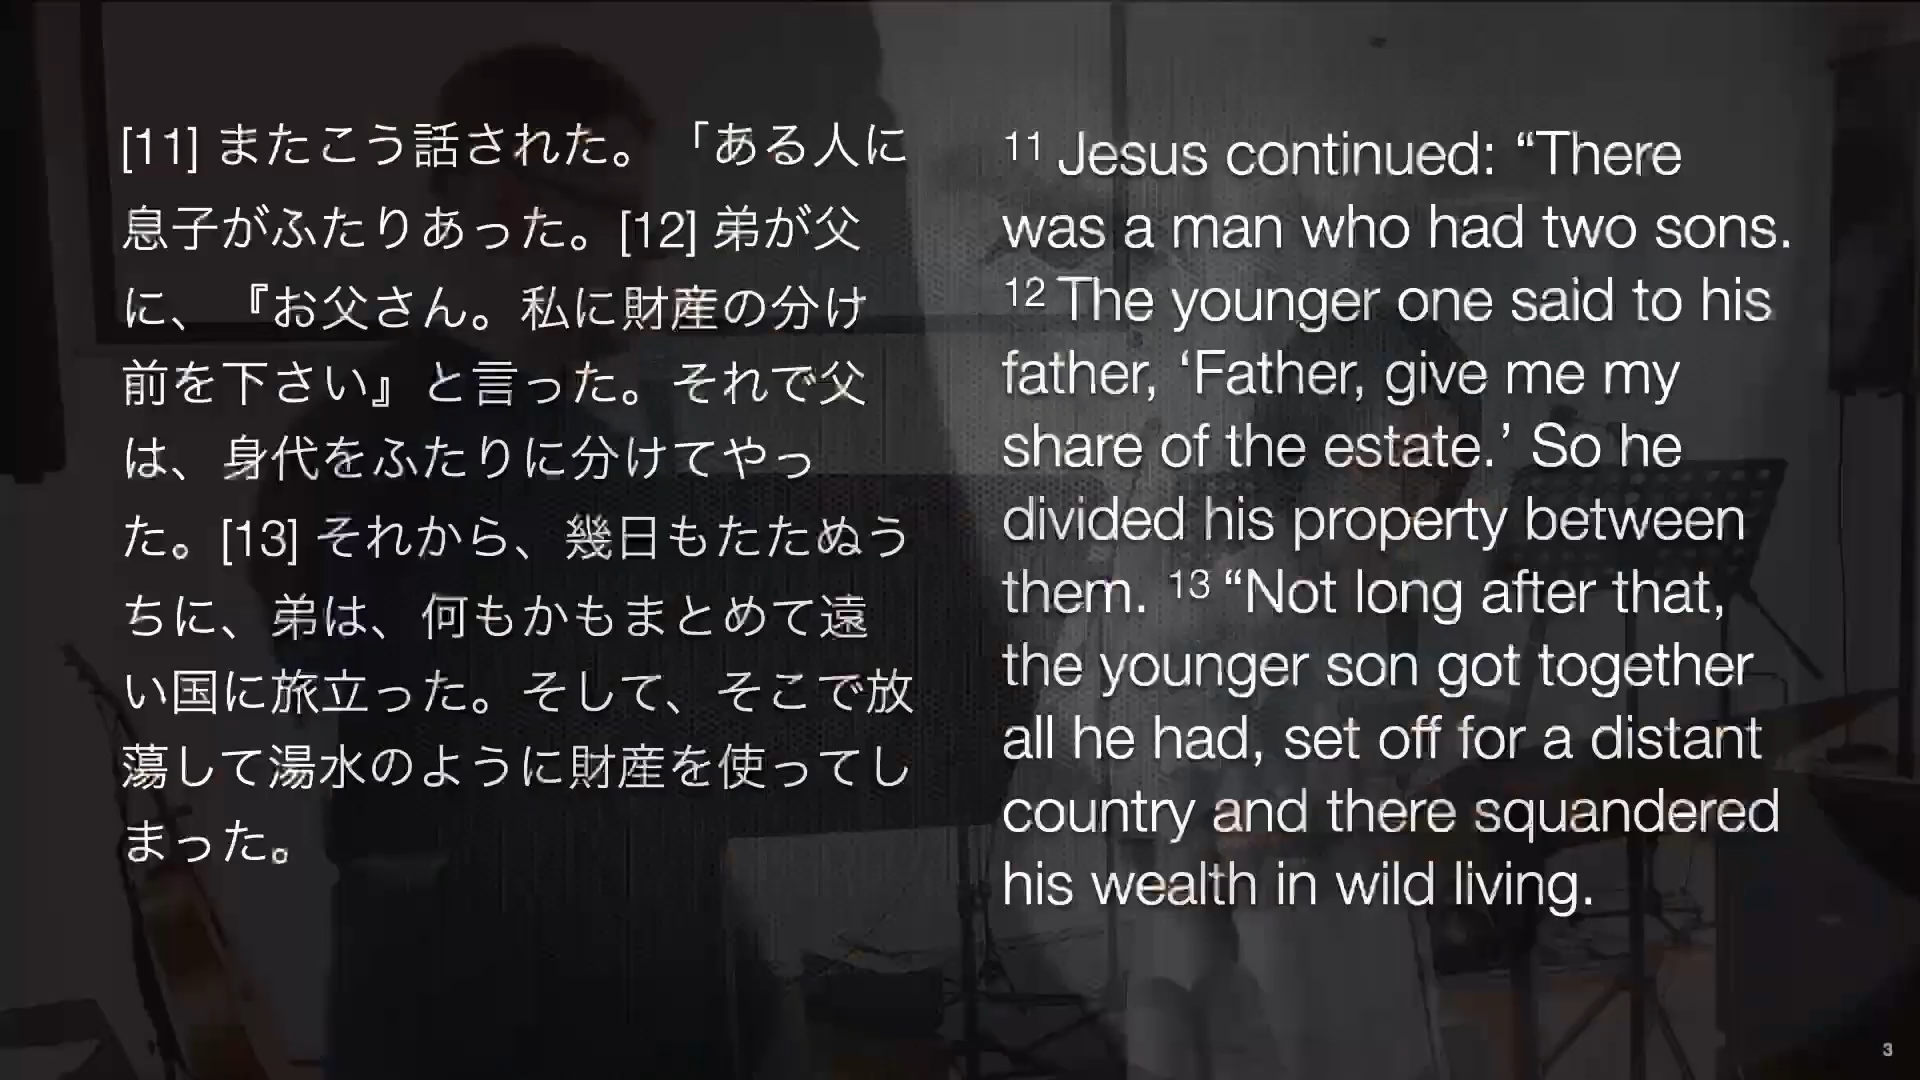 [11] またこう話された。 「ある人に
息子がふたりあった。[12] 弟が父
に、『お父さん。私に財産の分け
前を下さい』と言った。それで父
は、身代をふたりに分けてやっ
た。[13] それから、幾日もたたぬう
ちに、弟は、何もかもまとめて遠
い国に旅立った。そして、そこで放
蕩して湯水のように財産を使ってし
まった。
11 Jesus continued: “There
was a man who had two sons.
12 The younger one said to his
father, ‘Father, give me my
share of the estate.’ So he
divided his property between
them. 13 “Not long after that,
the younger son got together
all he had, set off for a distant
country and there squandered
his wealth in wild living.
3